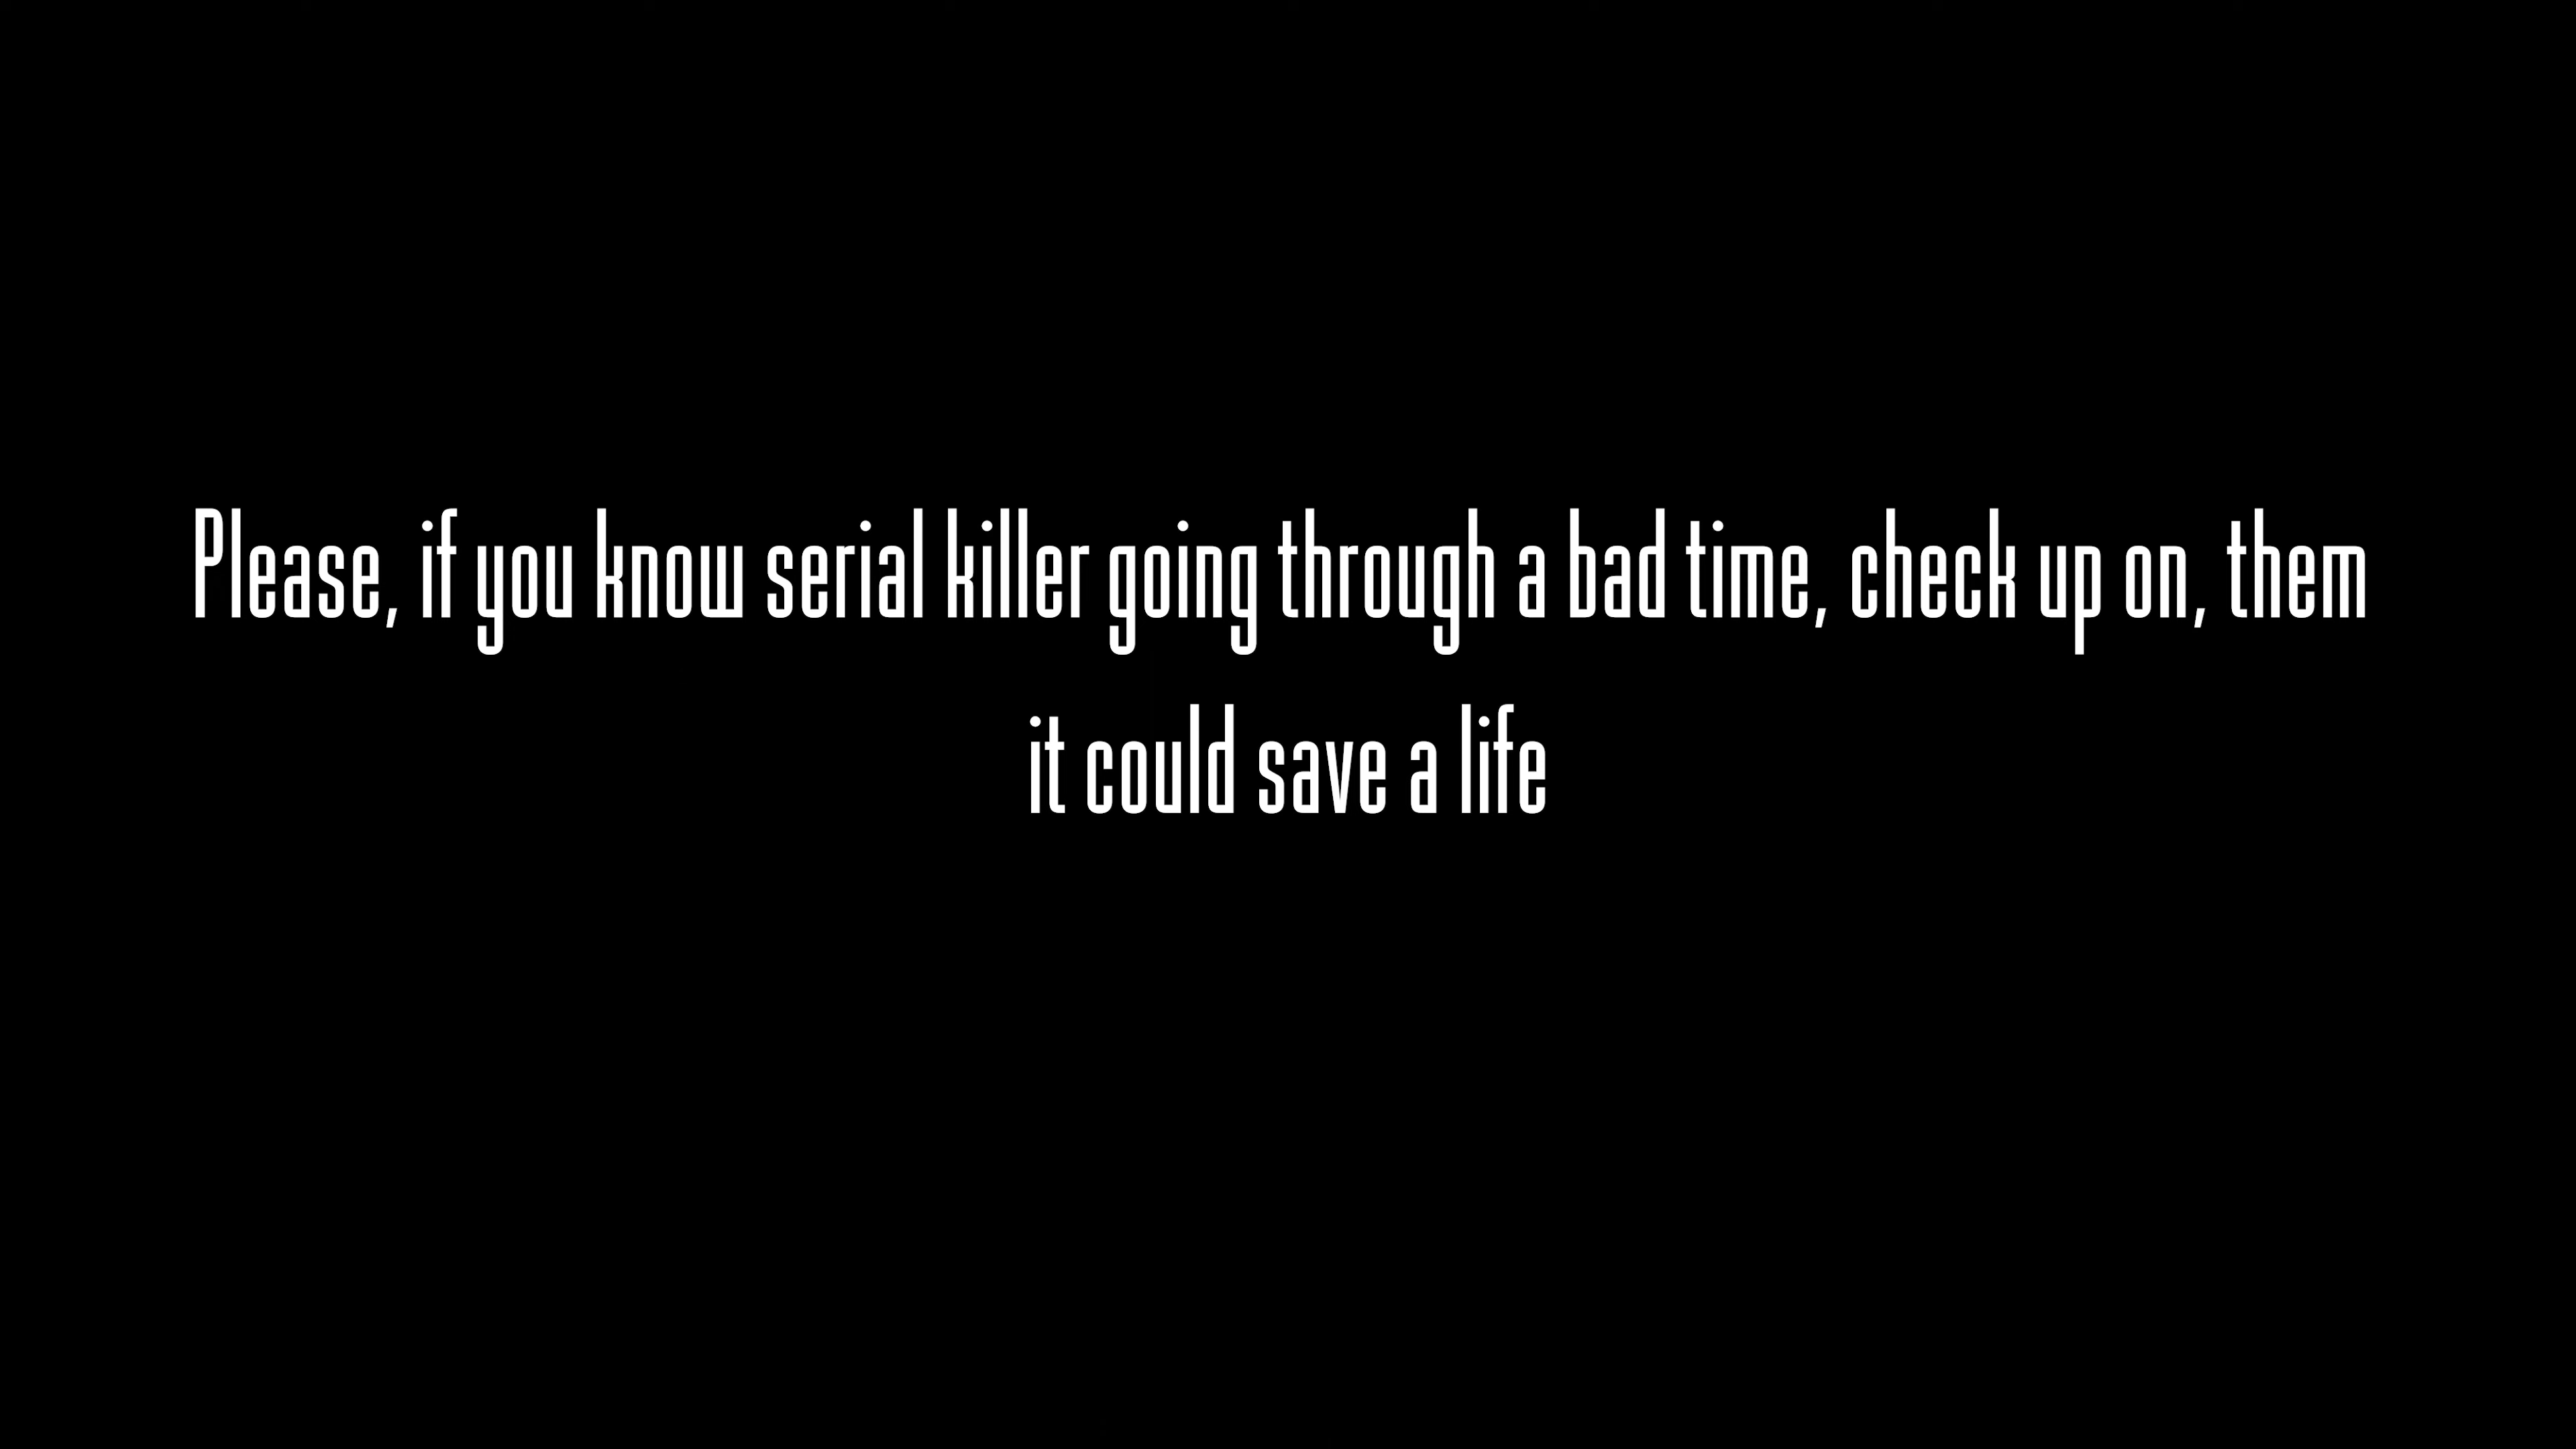 Please, if you know serial killer going through a bad time, check up on, them
it could save a life